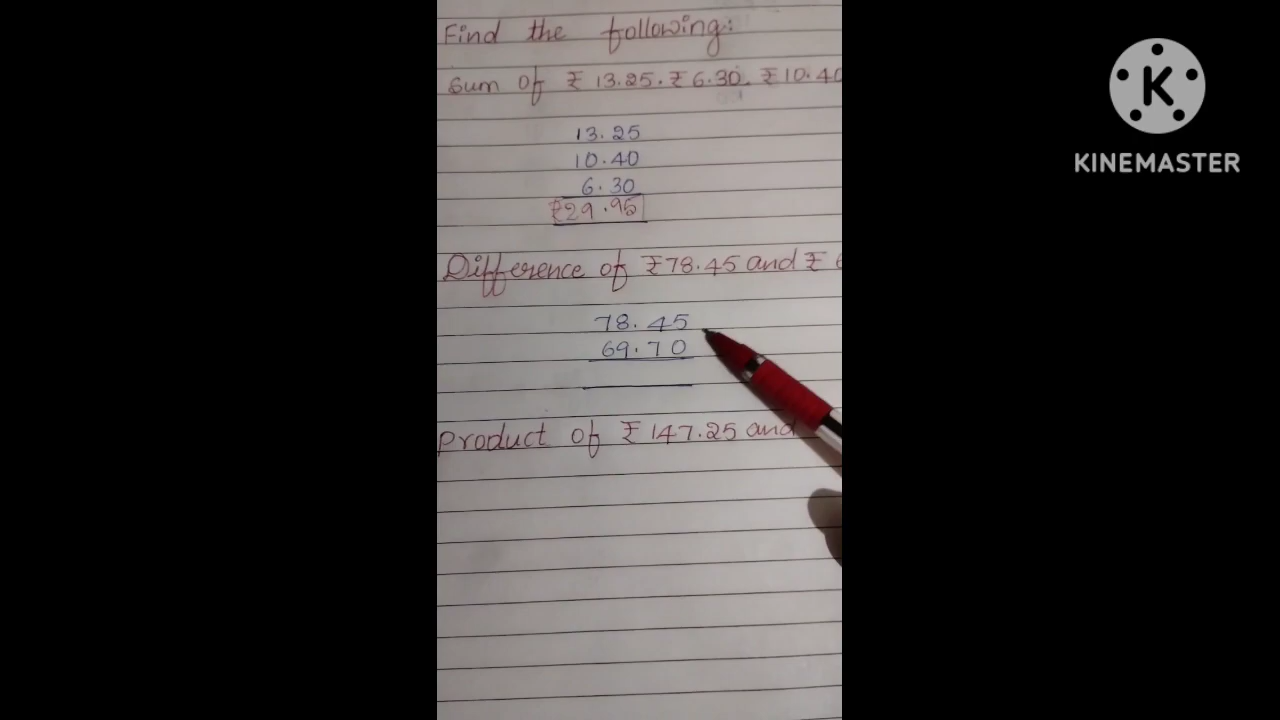 Find the following:
Sum of ₹ 13.25. ₹ 6.30. ₹10.40
13.25
10.40
6.30
₹29.95
Difference of ₹78.45 and ₹ 6
78.45
69.70
Product of ₹147.25 and
K
KINEMASTER